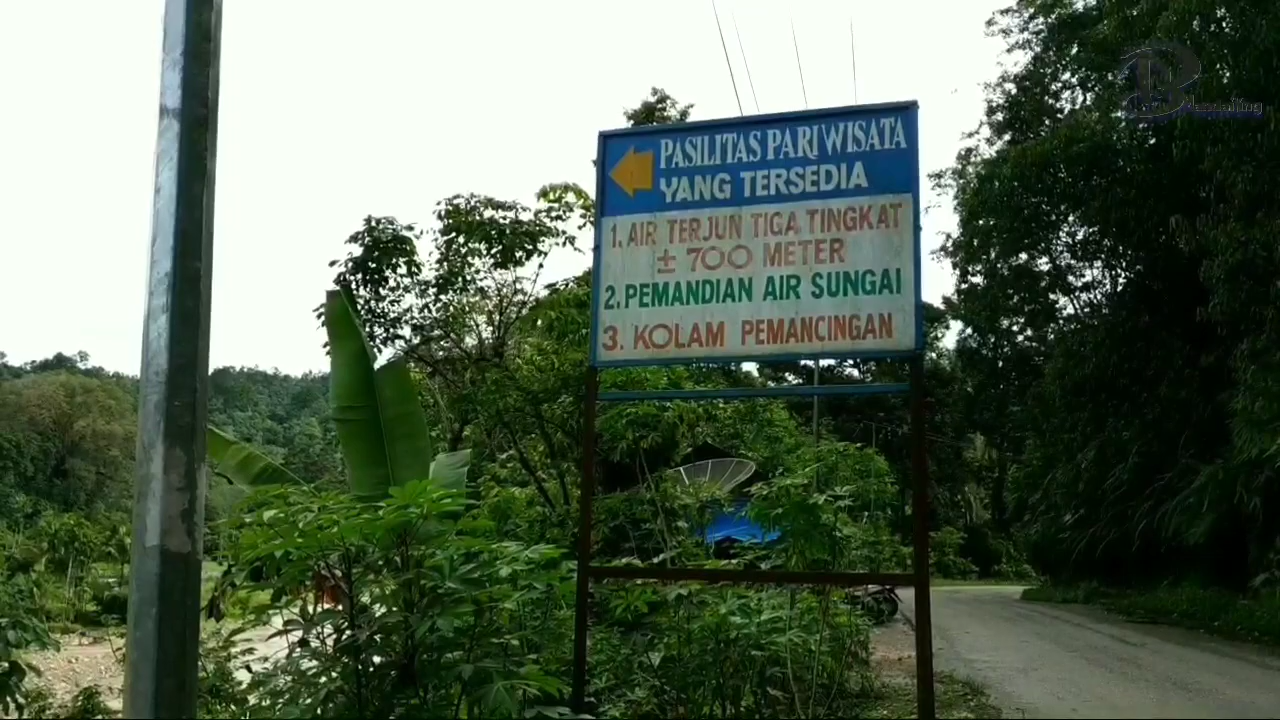 PASILITAS PARIWISATA
YANG TERSEDIA
1. AIR TERJUN TIGA TINGKAT
± 700 METER
2. PEMANDIAN AIR SUNGAI
3. KOLAM PEMANCINGAN